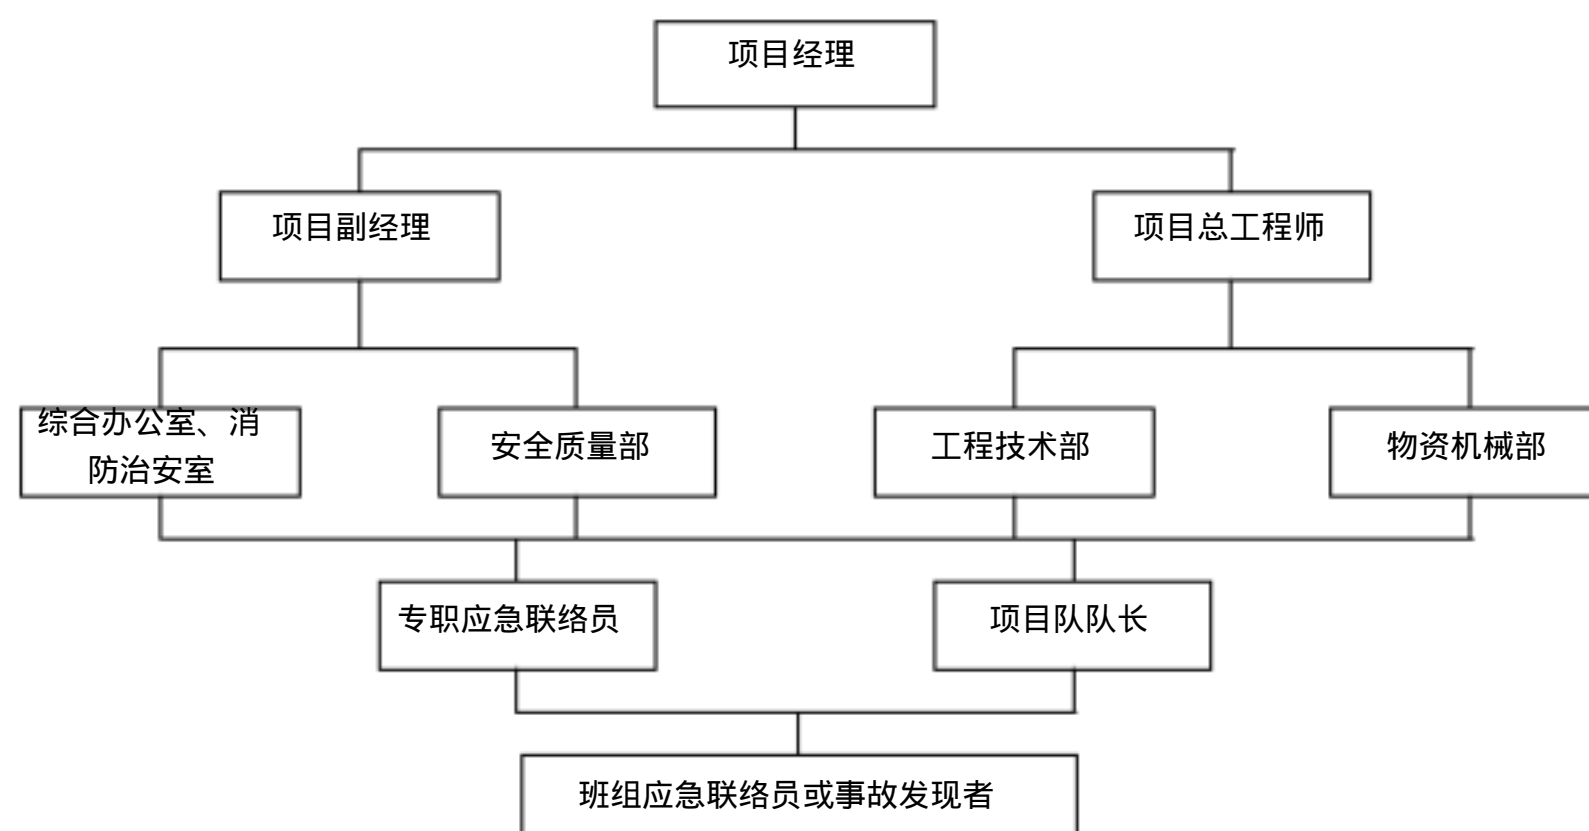 项目经理
项目副经理
项目总工程师
综合办公室、消
防治安室
安全质量部
工程技术部
物资机械部
专职应急联络员
项目队队长
班组应急联络员或事故发现者